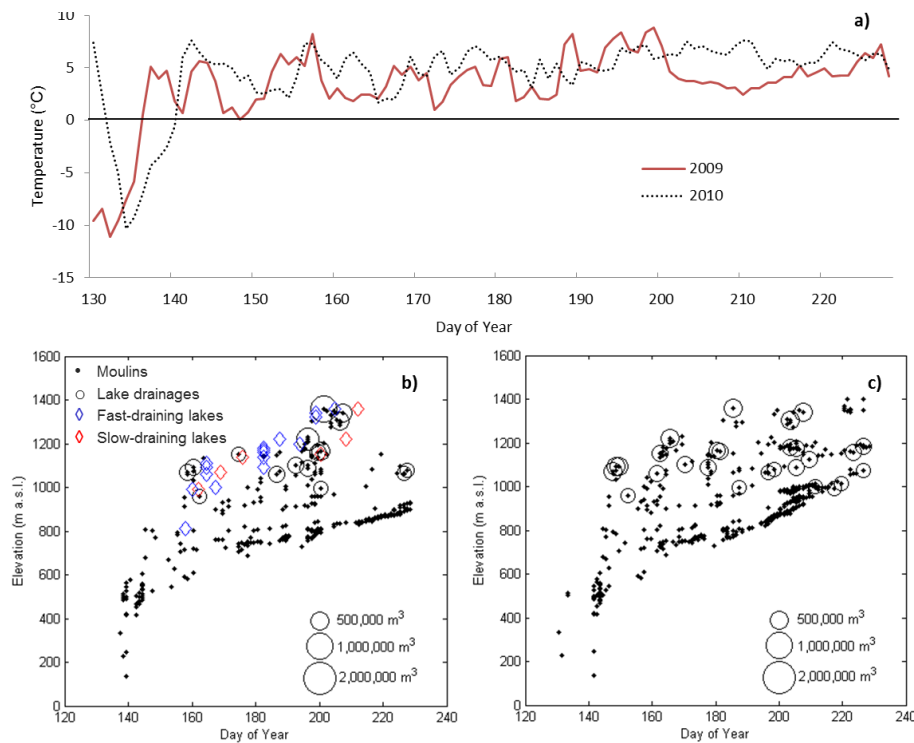 10
5
0
-5
-10
-15
Temperature (°C)
a)
2009
2010
130 140 150 160 170 180 190 200 210 220
Day of Year
1600
1400
1200
1000
800
600
400
200
0
Elevation (m a.s.l.)
b)
Moulins
Lake drainages
Fast-draining lakes
Slow-draining lakes
500,000 m³
1,000,000 m³
2,000,000 m³
120 140 160 180 200 220 240
Day of Year
1600
1400
1200
1000
800
600
400
200
0
Elevation (m a.s.l.)
c)
500,000 m³
1,000,000 m³
2,000,000 m³
120 140 160 180 200 220 240
Day of Year